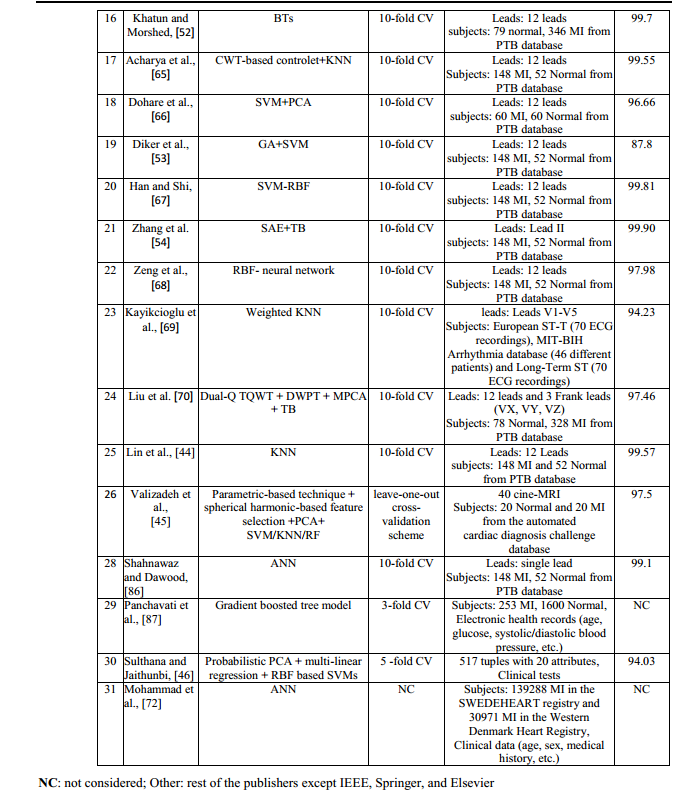 16 Khatun and Morshed, [52] BTs 10-fold CV Leads: 12 leads subjects: 79 normal, 346 MI from PTB database 99.7
17 Acharya et al., [65] CWT-based controlet+KNN 10-fold CV Leads: 12 leads Subjects: 148 MI, 52 Normal from PTB database 99.55
18 Dohare et al., [66] SVM+PCA 10-fold CV Leads: 12 leads subjects: 60 MI, 60 Normal from PTB database 96.66
19 Diker et al., [53] GA+SVM 10-fold CV Leads: 12 leads subjects: 148 MI, 52 Normal from PTB database 87.8
20 Han and Shi, [67] SVM-RBF 10-fold CV Leads: 12 leads subjects: 148 MI, 52 Normal from PTB database 99.81
21 Zhang et al. [54] SAE+TB 10-fold CV Leads: Lead II subjects: 148 MI, 52 Normal from PTB database 99.90
22 Zeng et al., [68] RBF- neural network 10-fold CV Leads: 12 leads Subjects: 148 MI, 52 Normal from PTB database 97.98
23 Kayikcioglu et al., [69] Weighted KNN 10-fold CV leads: Leads V1-V5 Subjects: European ST-T (70 ECG recordings), MIT-BIH Arrhythmia database (46 different patients) and Long-Term ST (70 ECG recordings) 94.23
24 Liu et al. [70] Dual-Q TQWT + DWPT + MPCA + TB 10-fold CV Leads: 12 leads and 3 Frank leads (VX, VY, VZ) Subjects: 78 Normal, 328 MI from PTB database 97.46
25 Lin et al., [44] KNN 10-fold CV Leads: 12 Leads subjects: 148 MI and 52 Normal from PTB database 99.57
26 Valizadeh et al., [45] Parametric-based technique + spherical harmonic-based feature selection +PCA+ SVM/KNN/RF leave-one-out cross-validation scheme 40 cine-MRI Subjects: 20 Normal and 20 MI from the automated cardiac diagnosis challenge database 97.5
28 Shahnawaz and Dawood, [86] ANN 10-fold CV Leads: single lead Subjects: 148 MI, 52 Normal from PTB database 99.1
29 Panchavati et al., [87] Gradient boosted tree model 3-fold CV Subjects: 253 MI, 1600 Normal, Electronic health records (age, glucose, systolic/diastolic blood pressure, etc.) NC
30 Sulthana and Jaithunbi, [46] Probabilistic PCA + multi-linear regression + RBF based SVMs 5 -fold CV 517 tuples with 20 attributes, Clinical tests 94.03
31 Mohammad et al., [72] ANN NC Subjects: 139288 MI in the SWEDEHEART registry and 30971 MI in the Western Denmark Heart Registry, Clinical data (age, sex, medical history, etc.) NC
NC: not considered; Other: rest of the publishers except IEEE, Springer, and Elsevier